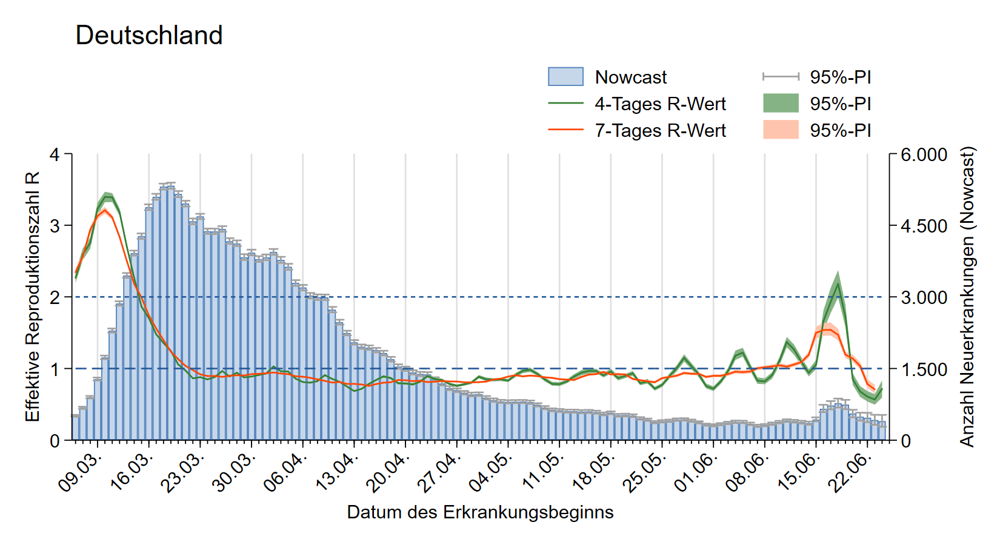 Deutschland
Nowcast 95%-PI
4-Tages R-Wert 95%-PI
7-Tages R-Wert 95%-PI
Effektive Reproduktionszahl R
4
3
2
1
0
6.000
4.500
3.000
1.500
0
Anzahl Neuerkrankungen (Nowcast)
09.03. 16.03. 23.03. 30.03. 06.04. 13.04. 20.04. 27.04. 04.05. 11.05. 18.05. 25.05. 01.06. 08.06. 15.06. 22.06.
Datum des Erkrankungsbeginns